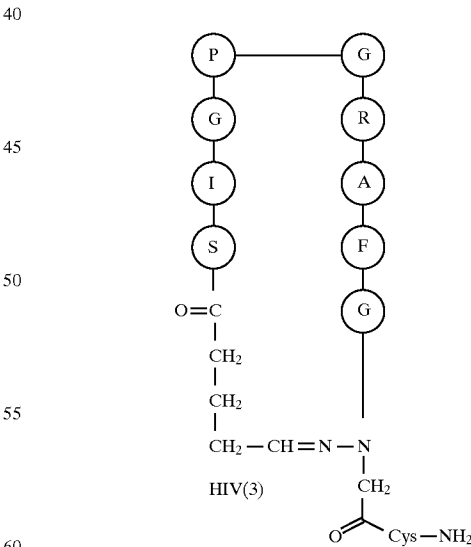 40
P G
G R
45
I A
S F
50
G
O=C
CH₂
CH₂
55
CH₂—CH=N—N
HIV(3)
CH₂
O
Cys—NH₂
60